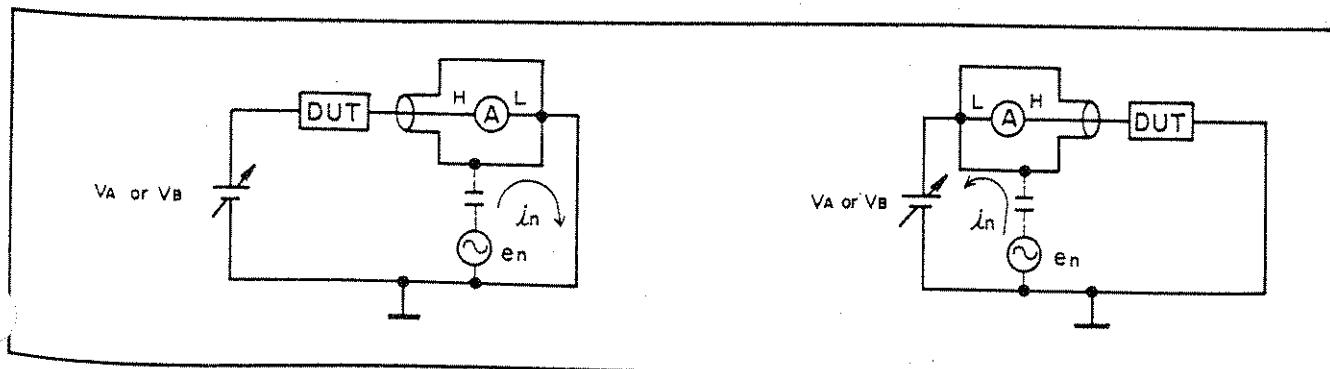 DUT
H
A
L
VA or VB
in
en
L
A
H
DUT
VA or VB
in
en